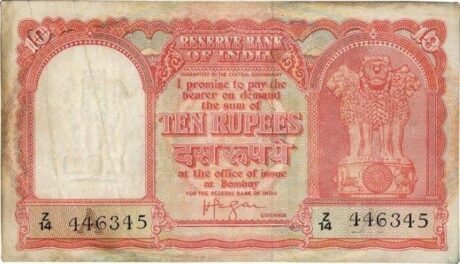 RESERVE BANK
OF INDIA
GUARANTEED BY THE CENTRAL GOVERNMENT
I promise to pay the
bearer on demand
the sum of
TEN RUPEES
दस रूपये
at the office of issue
at Bombay
FOR THE RESERVE BANK OF INDIA
GOVERNOR
Z/14 446345
Z/14 446345